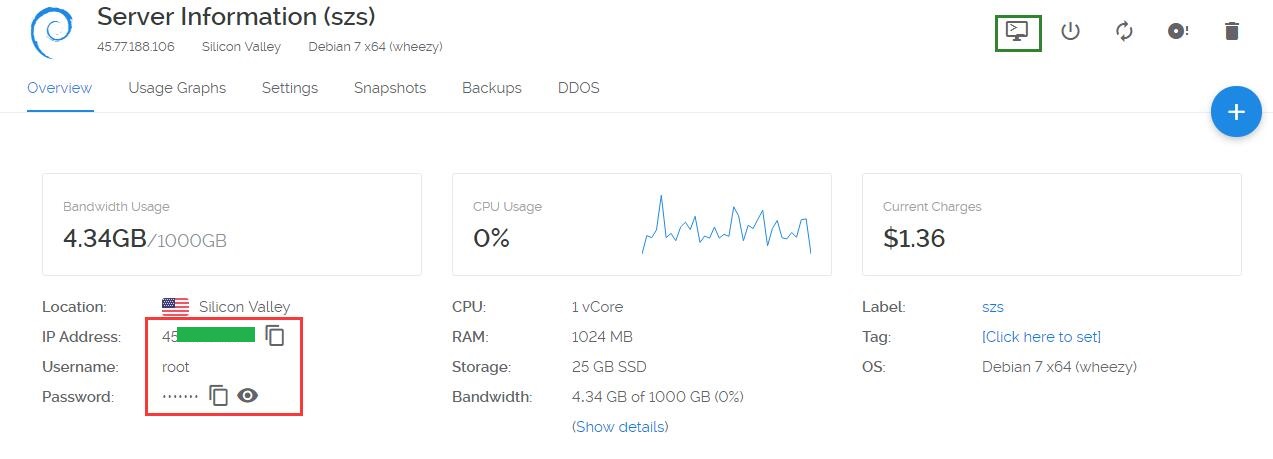 Server Information (szs)
45.77.188.106 Silicon Valley Debian 7 x64 (wheezy)
Overview Usage Graphs Settings Snapshots Backups DDOS
Bandwidth Usage
4.34GB/1000GB
CPU Usage
0%
Current Charges
$1.36
Location: Silicon Valley
IP Address: 45
Username: root
Password: ·······
CPU: 1 vCore
RAM: 1024 MB
Storage: 25 GB SSD
Bandwidth: 4.34 GB of 1000 GB (0%)
(Show details)
Label: szs
Tag: [Click here to set]
OS: Debian 7 x64 (wheezy)